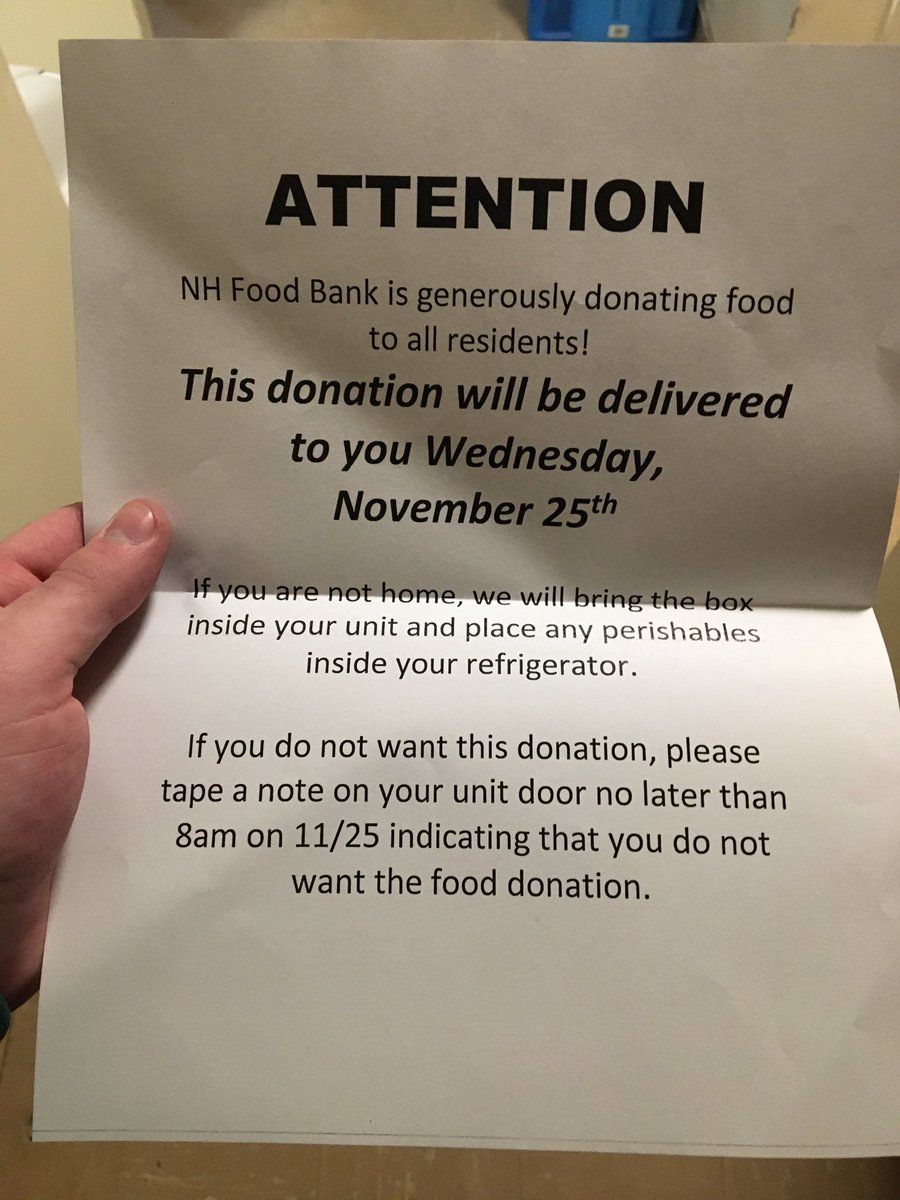 ATTENTION
NH Food Bank is generously donating food
to all residents!
This donation will be delivered
to you Wednesday,
November 25th
If you are not home, we will bring the box
inside your unit and place any perishables
inside your refrigerator.
If you do not want this donation, please
tape a note on your unit door no later than
8am on 11/25 indicating that you do not
want the food donation.